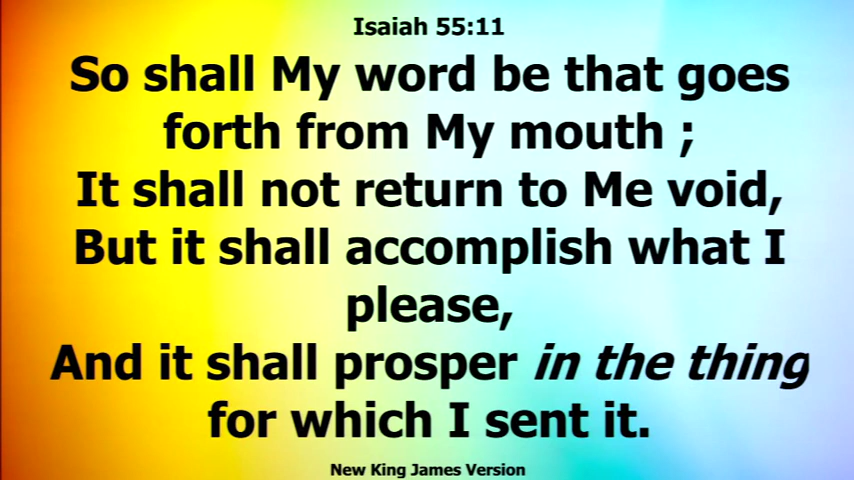 Isaiah 55:11
So shall My word be that goes
forth from My mouth ;
It shall not return to Me void,
But it shall accomplish what I
please,
And it shall prosper in the thing
for which I sent it.
New King James Version